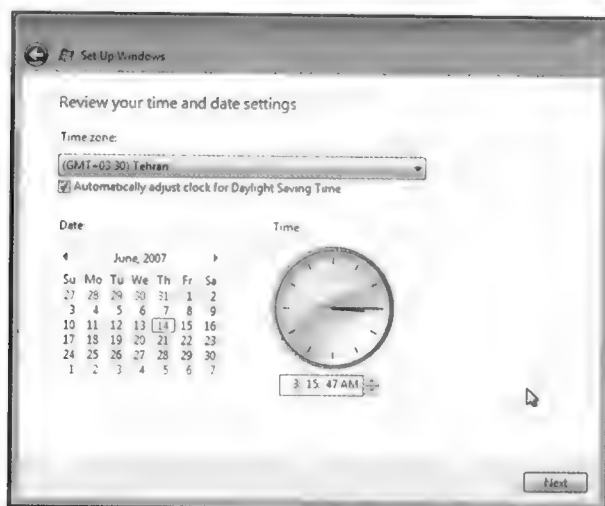 Set Up Windows
Review your time and date settings
Time zone:
(GMT+03:30) Tehran
Automatically adjust clock for Daylight Saving Time
Date:
Time
June, 2007
Su Mo Tu We Th Fr Sa
27 28 29 30 31 1 2
3 4 5 6 7 8 9
10 11 12 13 14 15 16
17 18 19 20 21 22 23
24 25 26 27 28 29 30
1 2 3 4 5 6 7
3: 15: 47 AM
Next